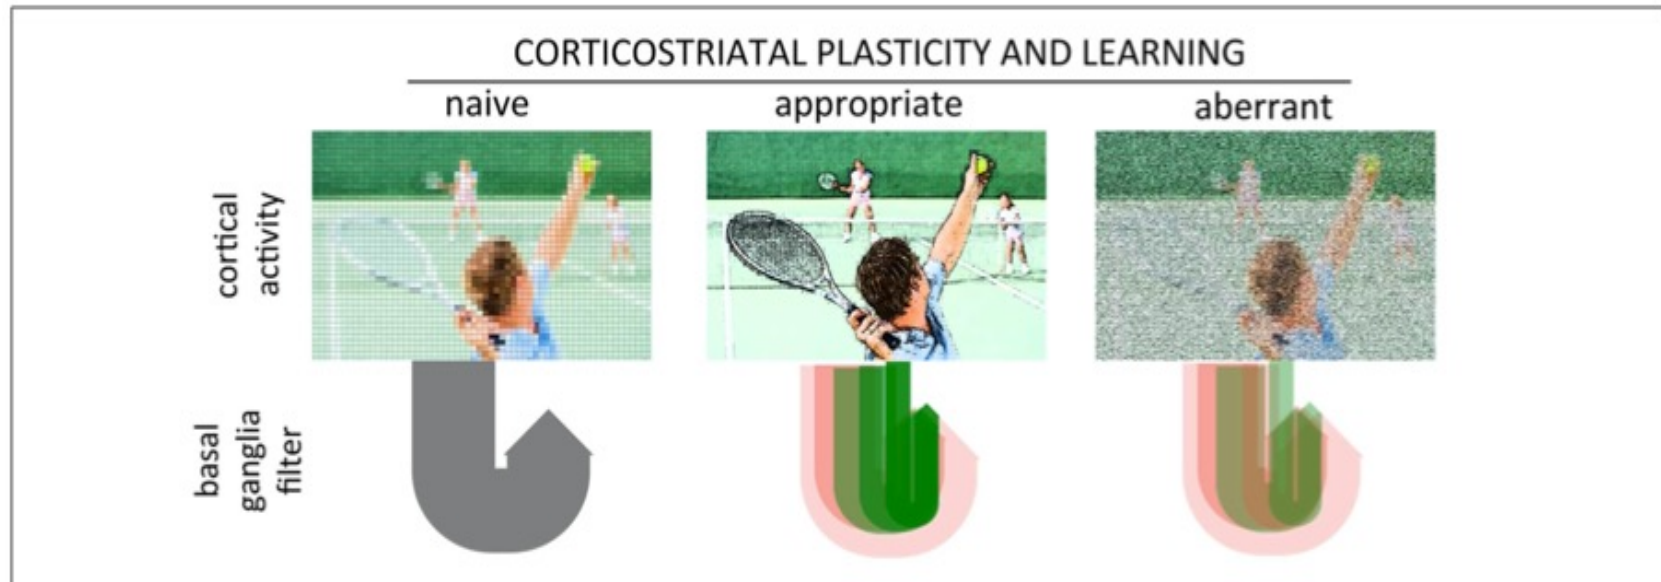 CORTICOSTRIATAL PLASTICITY AND LEARNING
naive
appropriate
aberrant
cortical
activity
basal
ganglia
filter